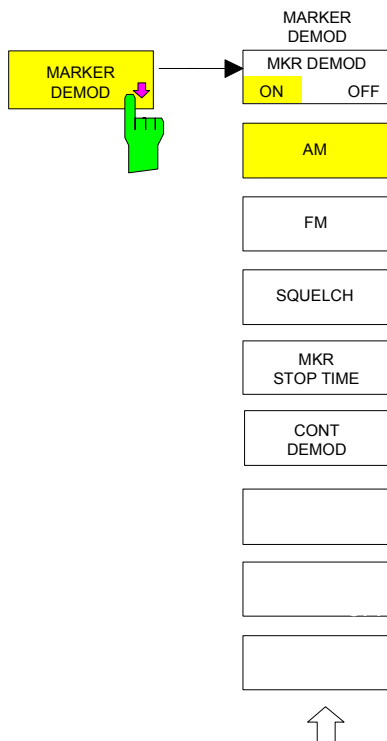 MARKER
DEMOD
MARKER
DEMOD
MKR DEMOD
ON OFF
AM
FM
SQUELCH
MKR
STOP TIME
CONT
DEMOD